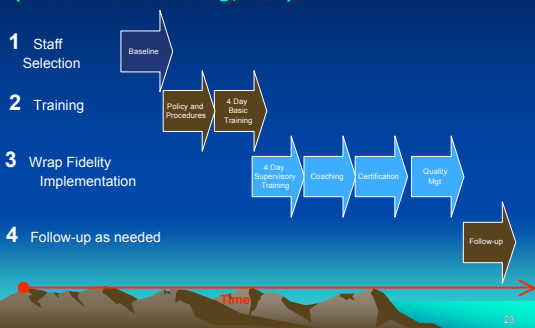 1 Staff
Selection
Baseline
2 Training
Policy and
Procedures
4 Day
Basic
Training
3 Wrap Fidelity
Implementation
4 Day
Supervisory
Training
Coaching
Certification
Quality
Mgt
4 Follow-up as needed
Follow-up
Time
23